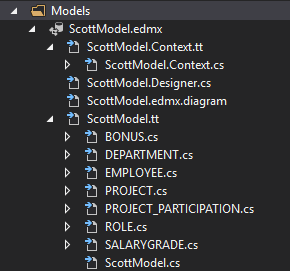 Models
ScottModel.edmx
ScottModel.Context.tt
ScottModel.Context.cs
ScottModel.Designer.cs
ScottModel.edmx.diagram
ScottModel.tt
BONUS.cs
DEPARTMENT.cs
EMPLOYEE.cs
PROJECT.cs
PROJECT_PARTICIPATION.cs
ROLE.cs
SALARYGRADE.cs
ScottModel.cs